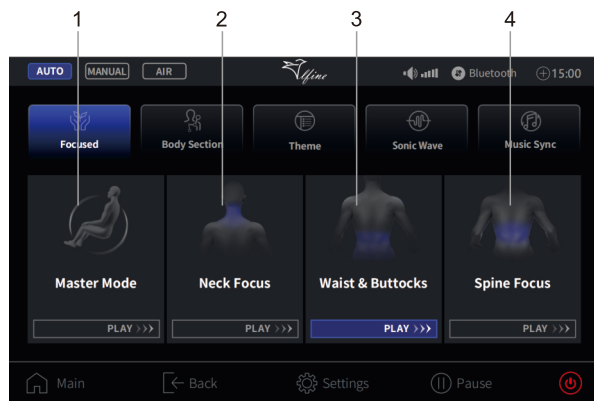 1 2 3 4
AUTO MANUAL AIR Elfine Bluetooth 15:00
Focused Body Section Theme Sonic Wave Music Sync
Master Mode Neck Focus Waist & Buttocks Spine Focus
PLAY >>> PLAY >>> PLAY >>> PLAY >>>
Main Back Settings Pause